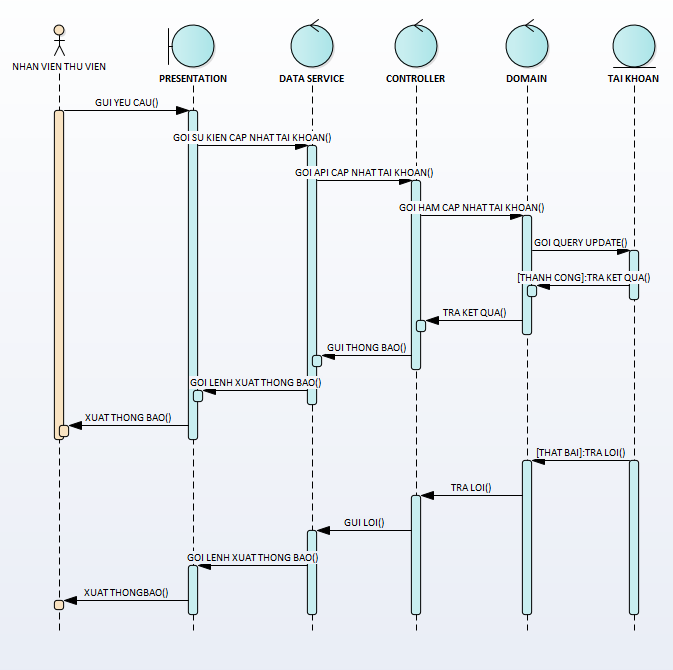 NHAN VIEN THU VIEN
PRESENTATION
DATA SERVICE
CONTROLLER
DOMAIN
TAI KHOAN
GUI YEU CAU()
GOI SU KIEN CAP NHAT TAI KHOAN()
GOI API CAP NHAT TAI KHOAN()
GOI HAM CAP NHAT TAI KHOAN()
GOI QUERY UPDATE()
[THANH CONG]:TRA KET QUA()
TRA KET QUA()
GUI THONG BAO()
GOI LENH XUAT THONG BAO()
XUAT THONG BAO()
[THAT BAI]:TRA LOI()
TRA LOI()
GUI LOI()
GOI LENH XUAT THONG BAO()
XUAT THONGBAO()